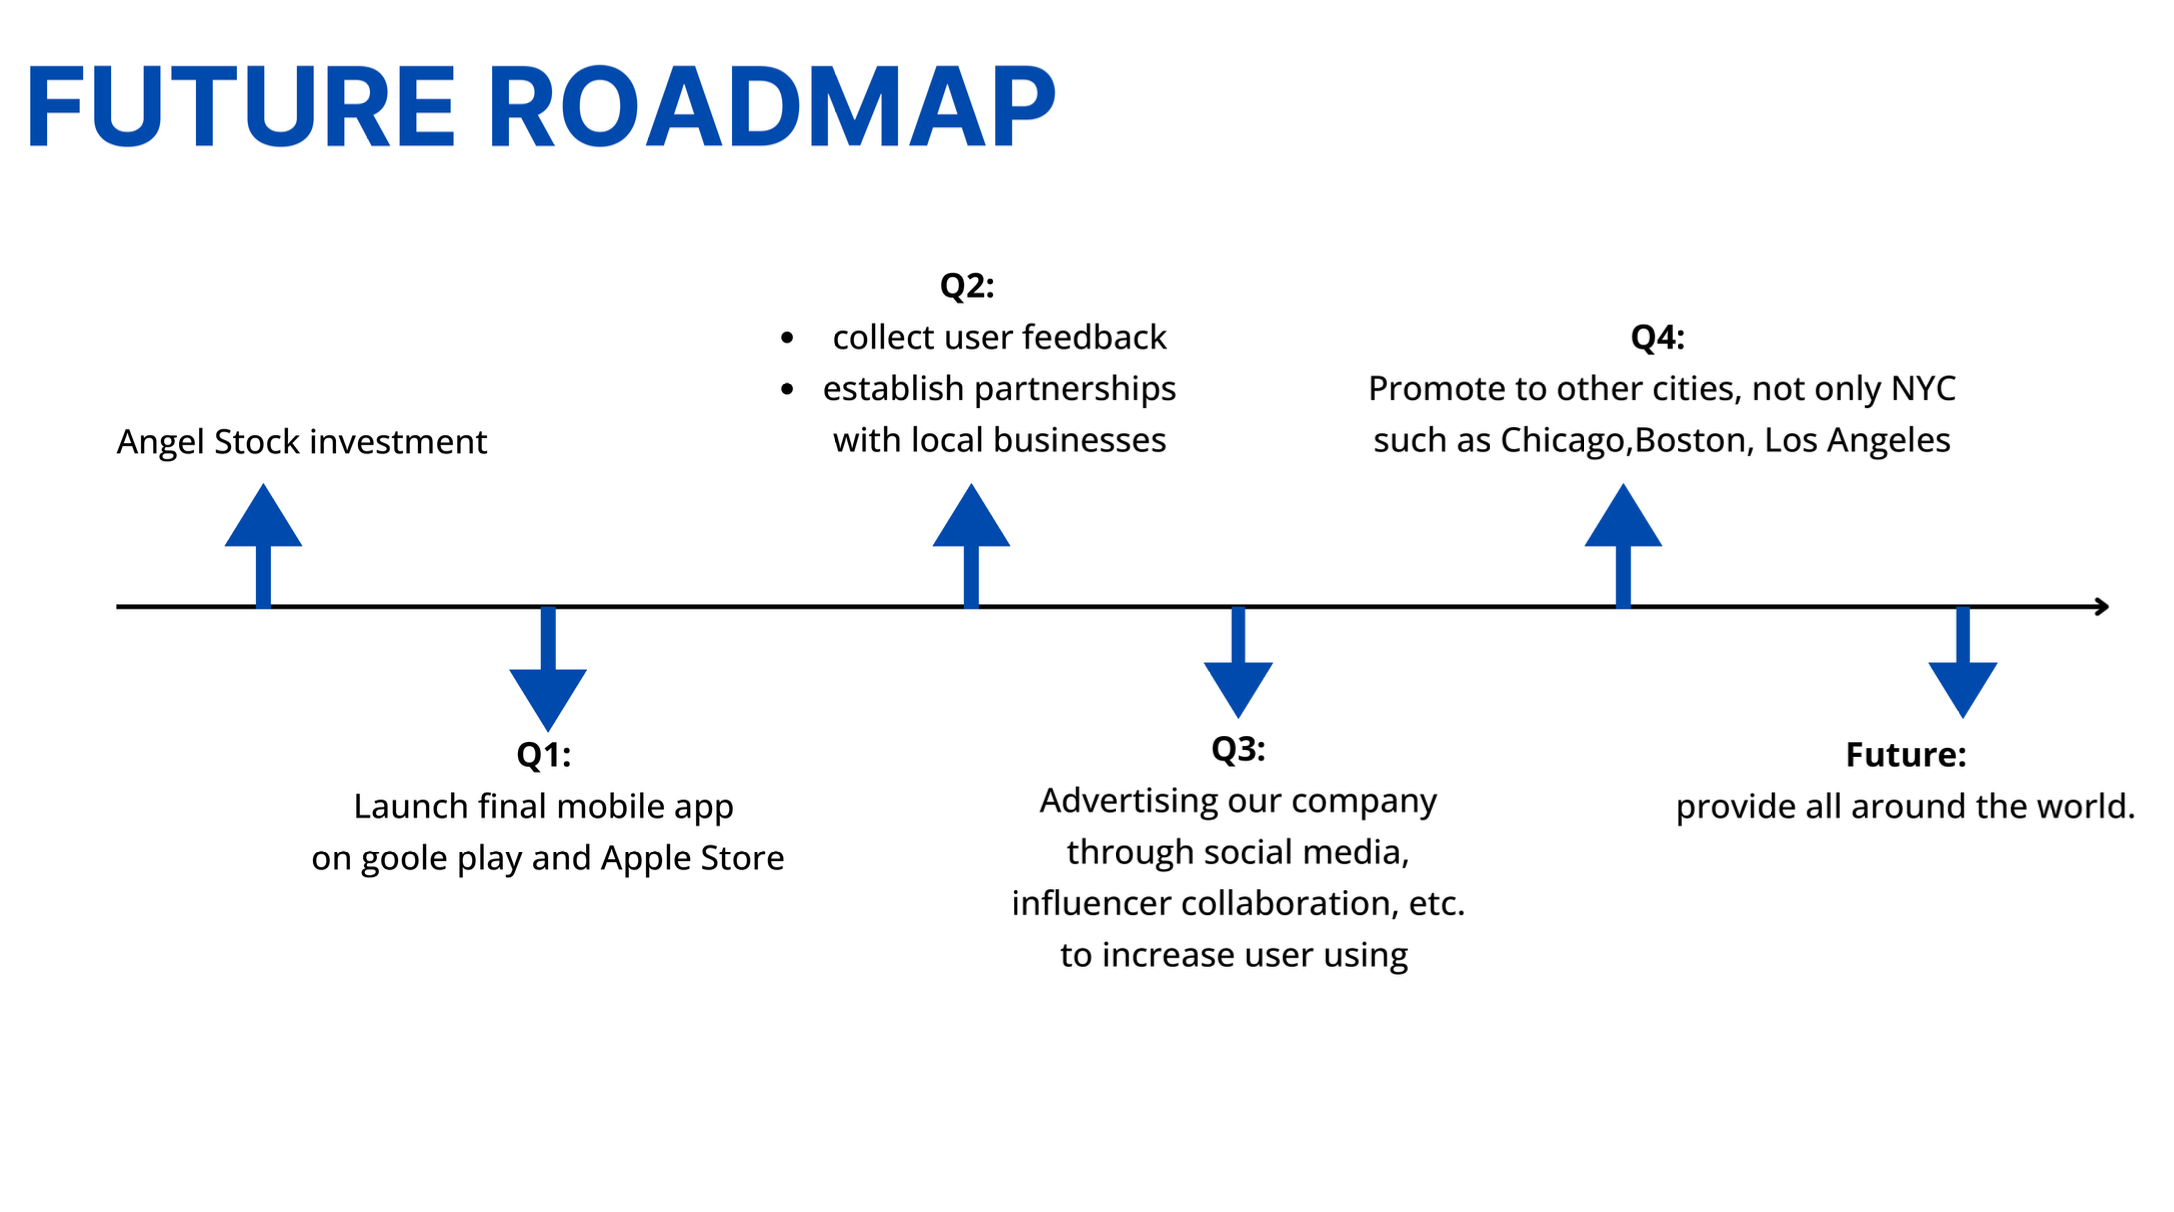 FUTURE ROADMAP
Angel Stock investment
Q1:
Launch final mobile app
on goole play and Apple Store
Q2:
• collect user feedback
• establish partnerships
with local businesses
Q3:
Advertising our company
through social media,
influencer collaboration, etc.
to increase user using
Q4:
Promote to other cities, not only NYC
such as Chicago,Boston, Los Angeles
Future:
provide all around the world.